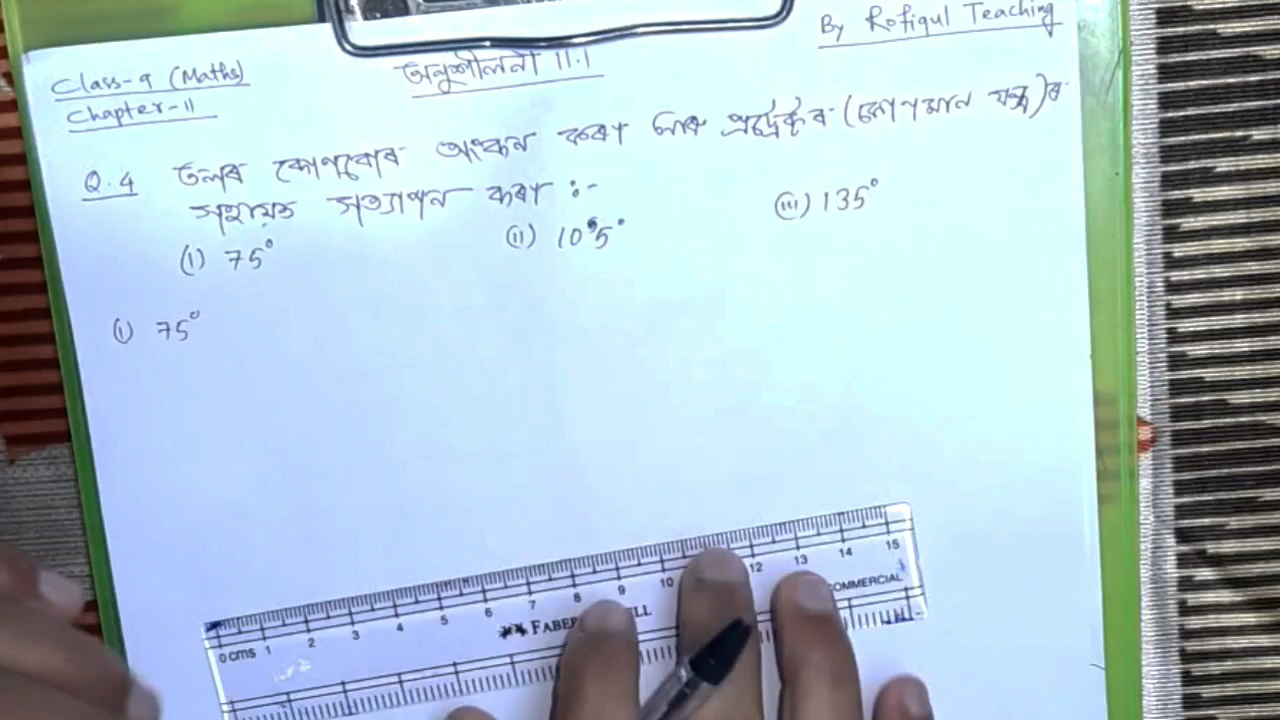 By Rofiqul Teaching
Class-9 (Maths)
Chapter-11
অনুশীলনী 11.1
Q.4 তলৰ কোণবোৰ অংকন কৰা আৰু প্ৰট্ৰেক্টৰ (কোণমান যন্ত্ৰ)ৰ
সহায়ত সত্যাপন কৰা :-
(i) 75° (ii) 105° (iii) 135°
(i) 75°
0 cms 1 2 3 4 5 6 7 8 9 10 12 13 14 15